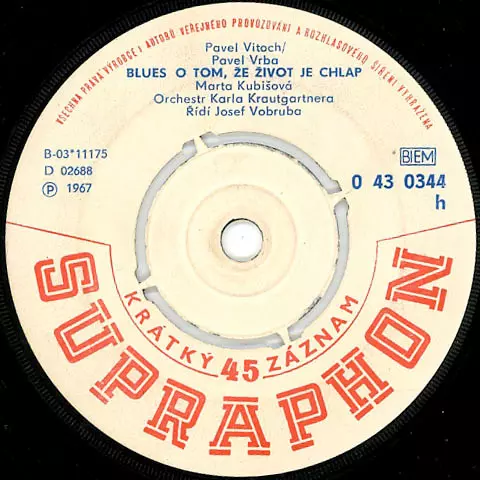 VŠECHNA PRÁVA VÝROBCE I AUTORŮ VEŘEJNÉHO PROVOZOVÁNÍ A ROZHLASOVÉHO ŠÍŘENÍ VYHRAŽENA
Pavel Vitoch/
Pavel Vrba
BLUES O TOM, ŽE ŽIVOT JE CHLAP
Marta Kubišová
Orchestr Karla Krautgartnera
Řídí Josef Vobruba
B-03*11175
D 02688
Ⓟ 1967
BIEM
0 43 0344
h
KRÁTKÝ 45 ZÁZNAM
SUPRAPHON